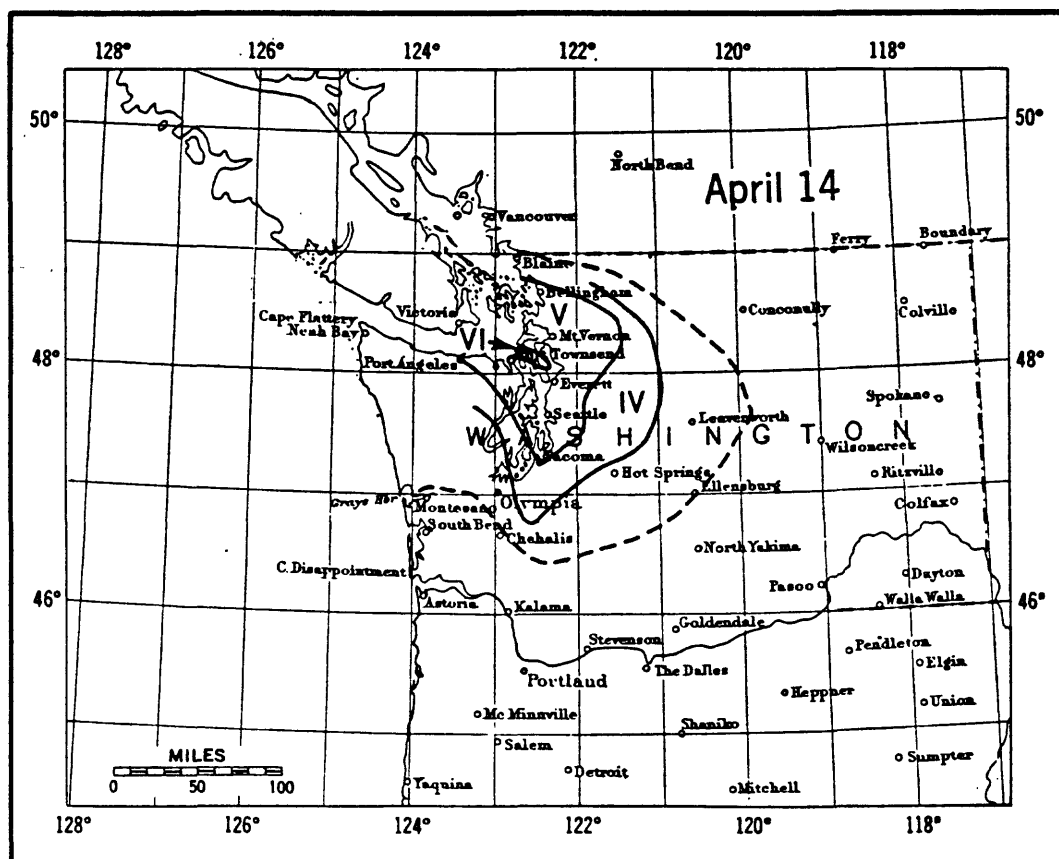 128° 126° 124° 122° 120° 118°
50° 50°
North Bend
April 14
Vancouver
Ferry Boundary
Blaine
Bellingham
Conconully
Colville
Victoria
V
Cape Flattery
Neah Bay
Mt. Vernon
VI
Townsend
48° 48°
Port Angeles
Everett
Spokane
IV
Seattle
Leavenworth
WASHINGTON
Wilsoncreek
Tacoma
Hot Springs
Ritzville
Ellensburg
Grays Hbr
Montesano
Olympia
Colfax
South Bend
Chehalis
North Yakima
C. Disappointment
Pasco
Dayton
46° 46°
Astoria
Kalama
Walla Walla
Goldendale
Stevenson
Pendleton
The Dalles
Elgin
Portland
Heppner
Union
Mc Minnville
Shaniko
Salem
Sumpter
MILES
Detroit
0 50 100
Yaquina
Mitchell
128° 126° 124° 122° 120° 118°